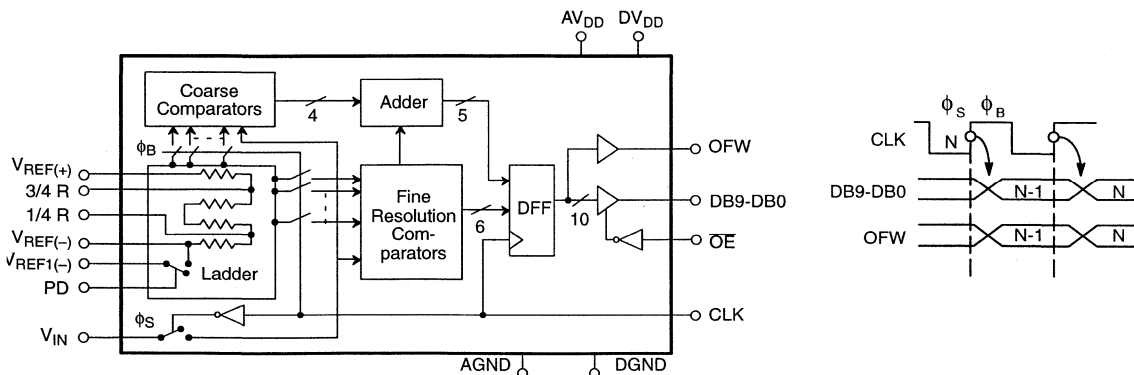 AVDD DVDD
Coarse
Comparators
4
Adder
5
ϕB
VREF(+)
3/4 R
1/4 R
VREF(–)
VREF1(–)
PD
Ladder
Fine
Resolution
Com-
parators
6
DFF
10
OFW
DB9-DB0
OE
CLK
ϕS
VIN
AGND DGND
ϕS ϕB
CLK
N
DB9-DB0
N-1
N
OFW
N-1
N